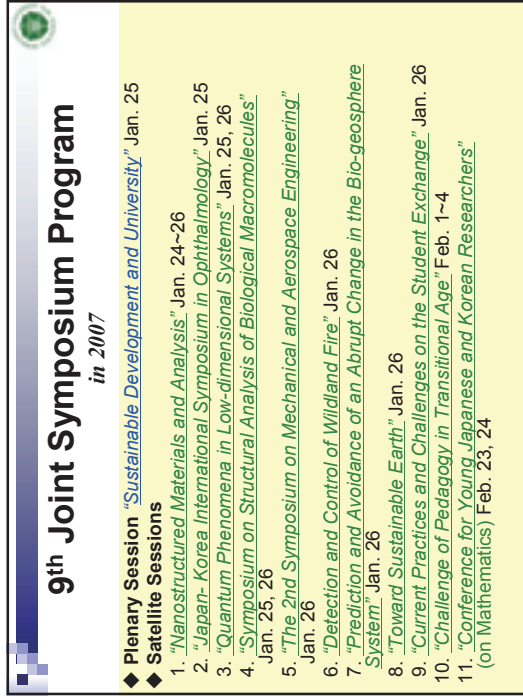 9th Joint Symposium Program
in 2007
◆ Plenary Session “Sustainable Development and University” Jan. 25
◆ Satellite Sessions
1. “Nanostructured Materials and Analysis” Jan. 24~26
2. “Japan- Korea International Symposium in Ophthalmology” Jan. 25
3. “Quantum Phenomena in Low-dimensional Systems” Jan. 25, 26
4. “Symposium on Structural Analysis of Biological Macromolecules”
Jan. 25, 26
5. “The 2nd Symposium on Mechanical and Aerospace Engineering”
Jan. 26
6. “Detection and Control of Wildland Fire” Jan. 26
7. “Prediction and Avoidance of an Abrupt Change in the Bio-geosphere
System” Jan. 26
8. “Toward Sustainable Earth” Jan. 26
9. “Current Practices and Challenges on the Student Exchange” Jan. 26
10. “Challenge of Pedagogy in Transitional Age” Feb. 1~4
11. “Conference for Young Japanese and Korean Researchers”
(on Mathematics) Feb. 23, 24